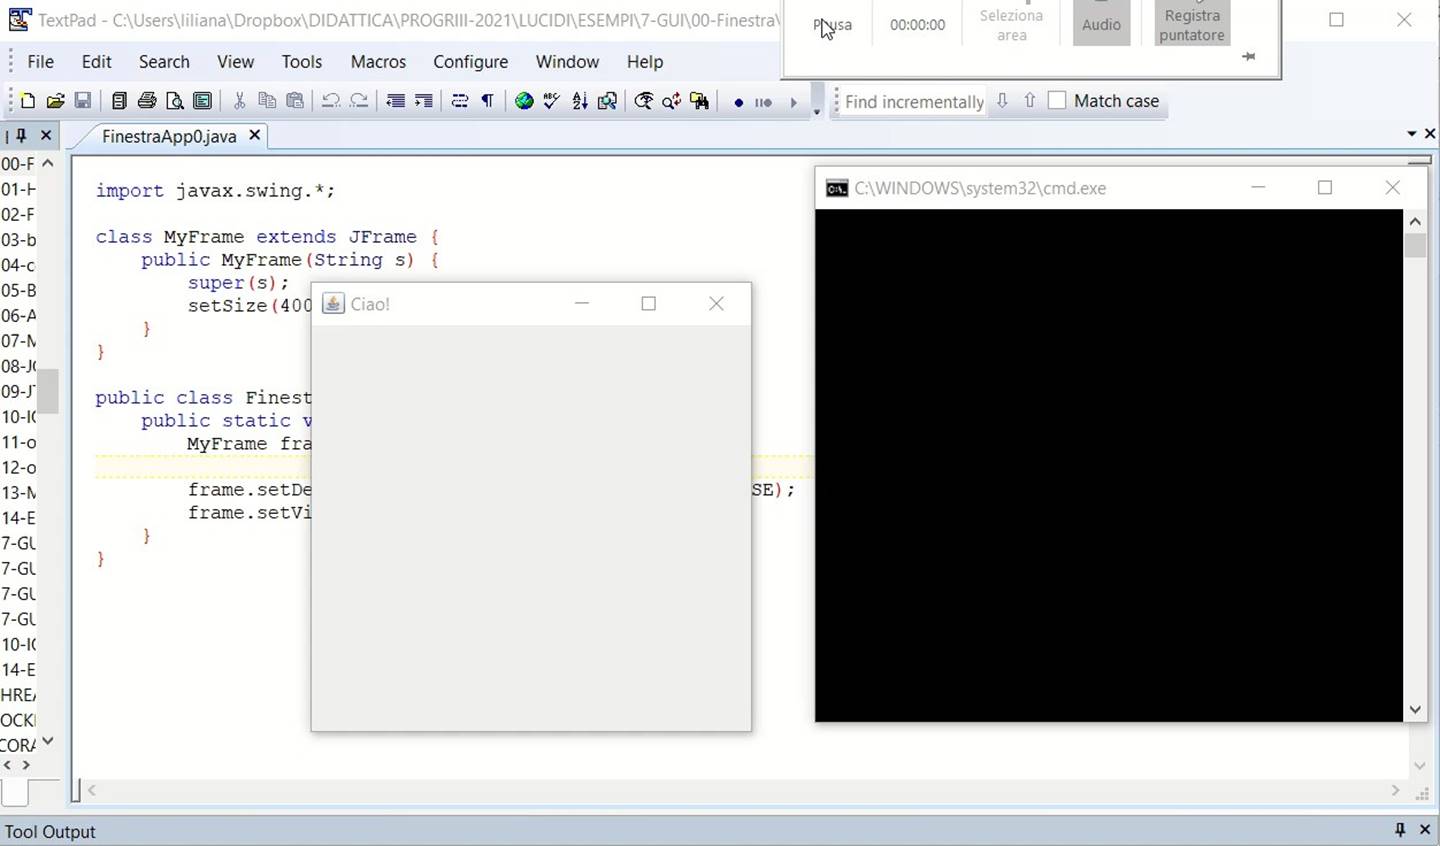 TextPad - C:\Users\liliana\Dropbox\DIDATTICA\PROGRIII-2021\LUCIDI\ESEMPI\7-GUI\00-Finestra\
Pausa
00:00:00
Seleziona area
Audio
Registra puntatore
File Edit Search View Tools Macros Configure Window Help
Find incrementally
Match case
FinestraApp0.java
00-F
01-H
02-F
03-b
04-c
05-B
06-A
07-M
08-J
09-J
10-I
11-o
12-o
13-M
14-E
7-GU
7-GU
7-GU
7-GU
10-I
14-E
HREA
OCKI
CORA
import javax.swing.*;
class MyFrame extends JFrame {
public MyFrame(String s) {
super(s);
setSize(400
}
}
public class Finest
public static v
MyFrame fra
frame.setDe
SE);
frame.setVi
}
}
Ciao!
C:\WINDOWS\system32\cmd.exe
Tool Output